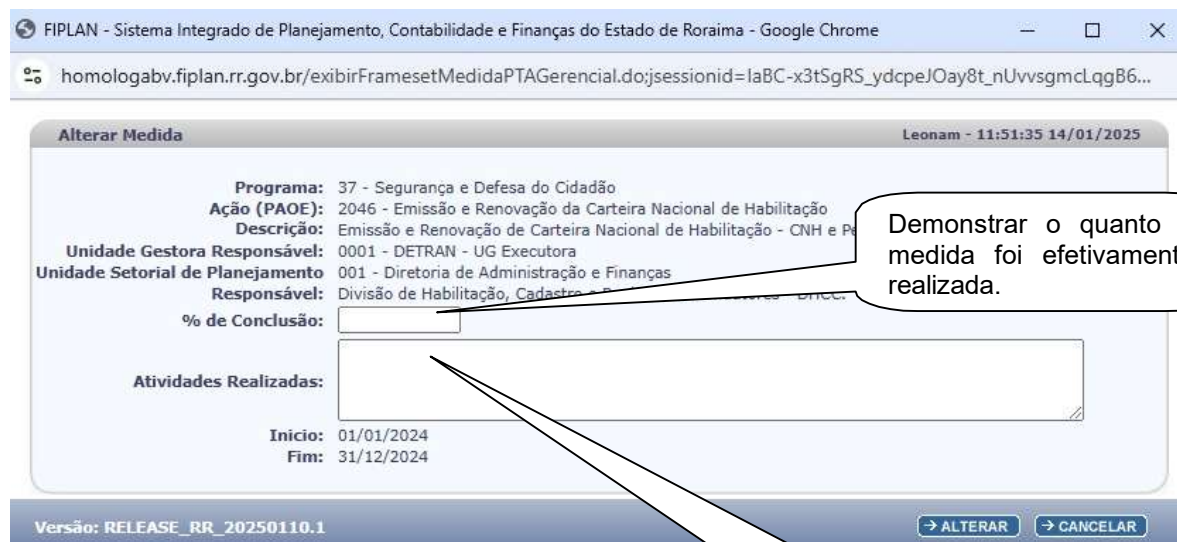 FIPLAN - Sistema Integrado de Planejamento, Contabilidade e Finanças do Estado de Roraima - Google Chrome
homologabv.fiplan.rr.gov.br/exibirFramesetMedidaPTAGerencial.do;jsessionid=IaBC-x3tSgRS_ydcpeJOay8t_nUvvsgmcLqgB6...
Alterar Medida Leonam - 11:51:35 14/01/2025
Programa: 37 - Segurança e Defesa do Cidadão
Ação (PAOE): 2046 - Emissão e Renovação da Carteira Nacional de Habilitação
Descrição: Emissão e Renovação de Carteira Nacional de Habilitação - CNH e
Unidade Gestora Responsável: 0001 - DETRAN - UG Executora
Unidade Setorial de Planejamento 001 - Diretoria de Administração e Finanças
Responsável: Divisão de Habilitação, Cadastro
% de Conclusão:
Atividades Realizadas:
Inicio: 01/01/2024
Fim: 31/12/2024
Demonstrar o quanto
medida foi efetivament
realizada.
Versão: RELEASE_RR_20250110.1 ALTERAR CANCELAR